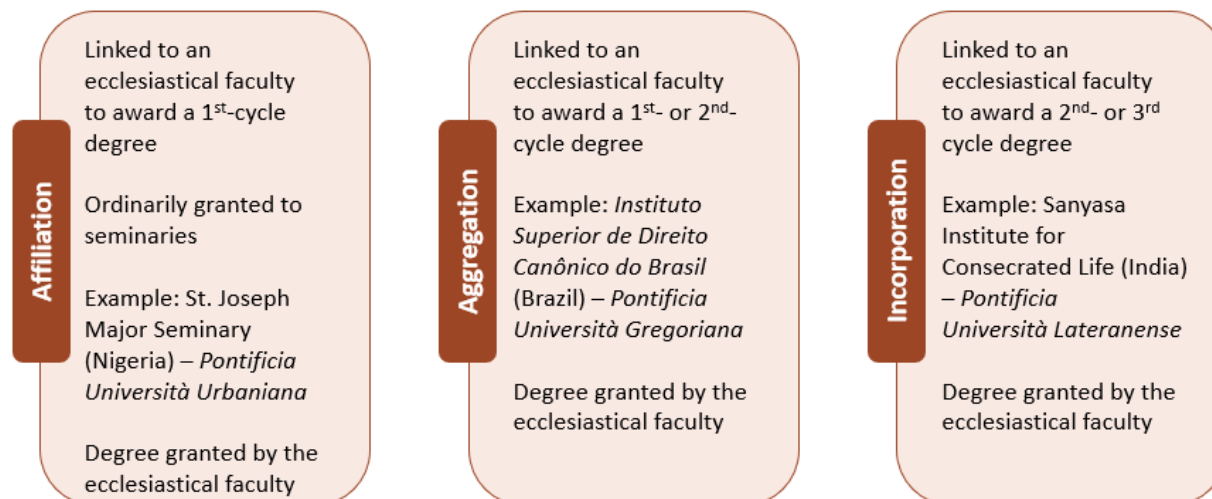 Affiliation
Linked to an
ecclesiastical faculty
to award a 1st-cycle
degree
Ordinarily granted to
seminaries
Example: St. Joseph
Major Seminary
(Nigeria) – Pontificia
Università Urbaniana
Degree granted by the
ecclesiastical faculty
Aggregation
Linked to an
ecclesiastical faculty
to award a 1st- or 2nd-
cycle degree
Example: Instituto
Superior de Direito
Canônico do Brasil
(Brazil) – Pontificia
Università Gregoriana
Degree granted by the
ecclesiastical faculty
Incorporation
Linked to an
ecclesiastical faculty
to award a 2nd- or 3rd
cycle degree
Example: Sanyasa
Institute for
Consecrated Life (India)
– Pontificia
Università Lateranense
Degree granted by the
ecclesiastical faculty